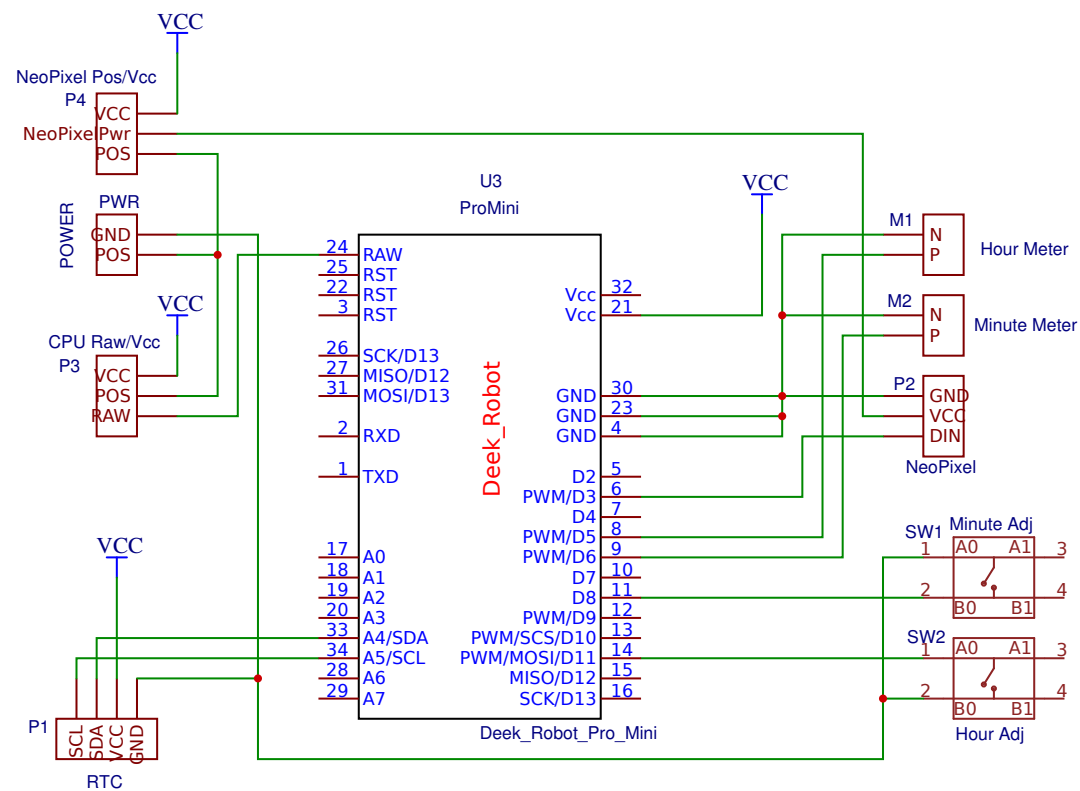 VCC
NeoPixel Pos/Vcc
P4
VCC
NeoPixelPwr
POS
PWR
POWER
GND
POS
VCC
CPU Raw/Vcc
P3
VCC
POS
RAW
VCC
P1
SCL
SDA
VCC
GND
RTC
U3
ProMini
24 RAW
25 RST
22 RST
3 RST
26 SCK/D13
27 MISO/D12
31 MOSI/D13
2 RXD
1 TXD
17 A0
18 A1
19 A2
20 A3
33 A4/SDA
34 A5/SCL
28 A6
29 A7
Deek_Robot
Vcc 32
Vcc 21
GND 30
GND 23
GND 4
D2 5
PWM/D3 6
D4 7
PWM/D5 8
PWM/D6 9
D7 10
D8 11
PWM/D9 12
PWM/SCS/D10 13
PWM/MOSI/D11 14
MISO/D12 15
SCK/D13 16
Deek_Robot_Pro_Mini
VCC
M1
N
P
Hour Meter
M2
N
P
Minute Meter
P2
GND
VCC
DIN
NeoPixel
SW1 Minute Adj
1 A0 A1 3
2 B0 B1 4
SW2
1 A0 A1 3
2 B0 B1 4
Hour Adj